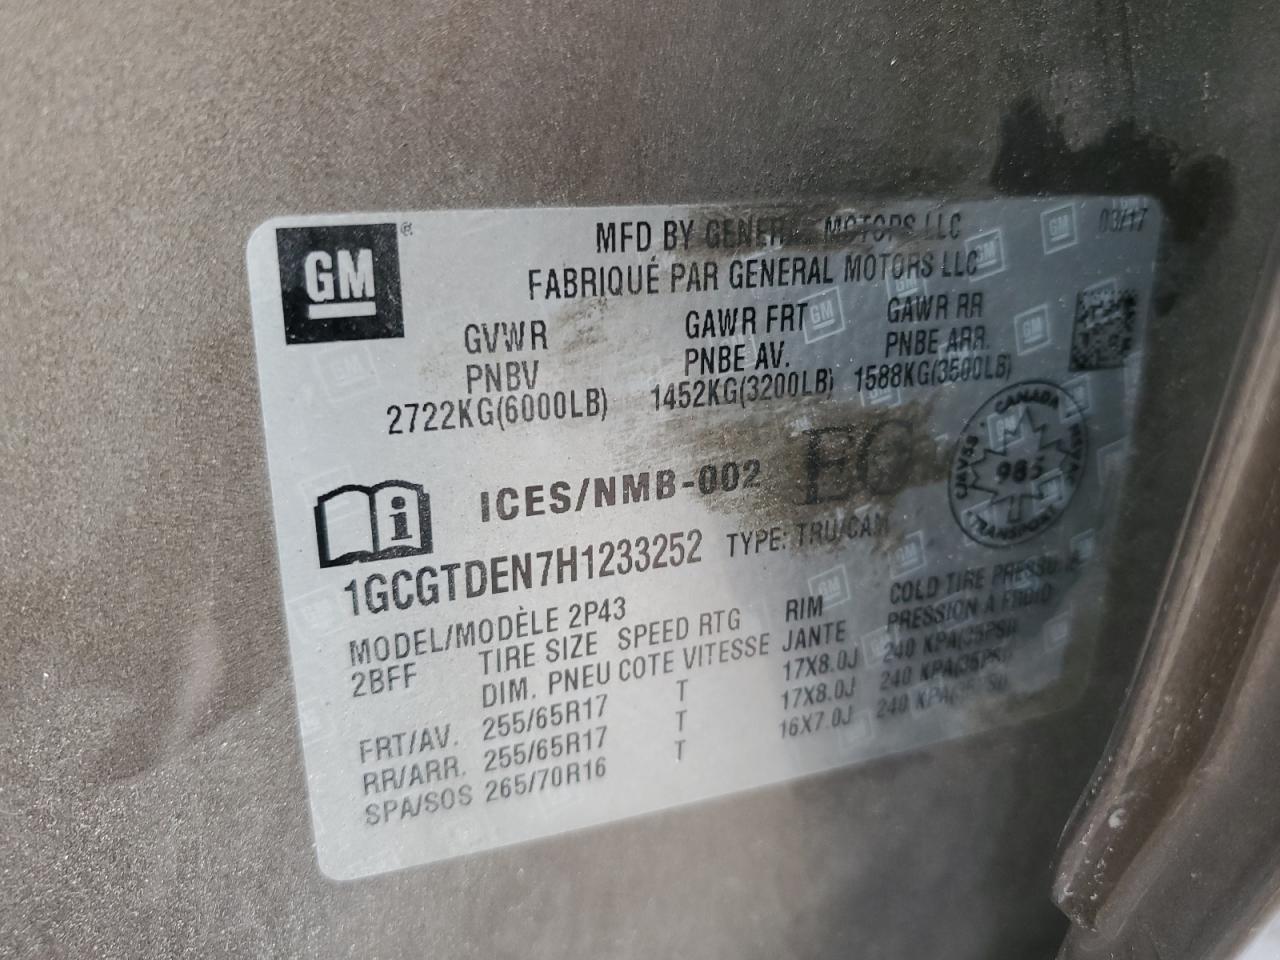 GM
®
MFD BY GENERAL MOTORS LLC
03/17
FABRIQUÉ PAR GENERAL MOTORS LLC
GVWR
PNBV
2722KG(6000LB)
GAWR FRT
PNBE AV.
1452KG(3200LB)
GAWR RR
PNBE ARR.
1588KG(3500LB)
i
ICES/NMB-002
EC
CANADA
CMVSS NSVAC
985
TRANSPORT
1GCGTDEN7H1233252 TYPE: TRU/CAM
MODEL/MODÈLE 2P43
2BFF
TIRE SIZE SPEED RTG RIM COLD TIRE PRESSURE
DIM. PNEU COTE VITESSE JANTE PRESSION A FROID
FRT/AV. 255/65R17 T 17X8.0J 240 KPA(35PSI)
RR/ARR. 255/65R17 T 17X8.0J 240 KPA(35PSI)
SPA/SOS 265/70R16 T 16X7.0J 240 KPA(35PSI)